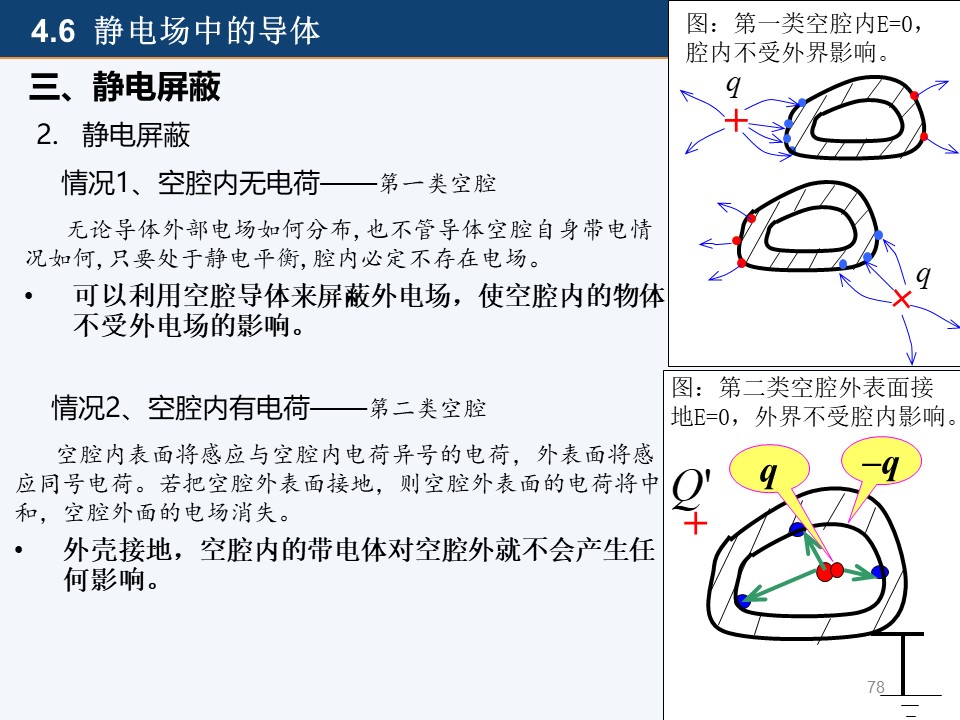 4.6 静电场中的导体
三、静电屏蔽
2. 静电屏蔽
情况1、空腔内无电荷——第一类空腔
无论导体外部电场如何分布,也不管导体空腔自身带电情
况如何,只要处于静电平衡,腔内必定不存在电场。
• 可以利用空腔导体来屏蔽外电场，使空腔内的物体
不受外电场的影响。
情况2、空腔内有电荷——第二类空腔
空腔内表面将感应与空腔内电荷异号的电荷，外表面将感
应同号电荷。若把空腔外表面接地，则空腔外表面的电荷将中
和，空腔外面的电场消失。
• 外壳接地，空腔内的带电体对空腔外就不会产生任
何影响。
图：第一类空腔内E=0，
腔内不受外界影响。
q
+
q
+
图：第二类空腔外表面接
地E=0，外界不受腔内影响。
Q'
+
q
–q
78